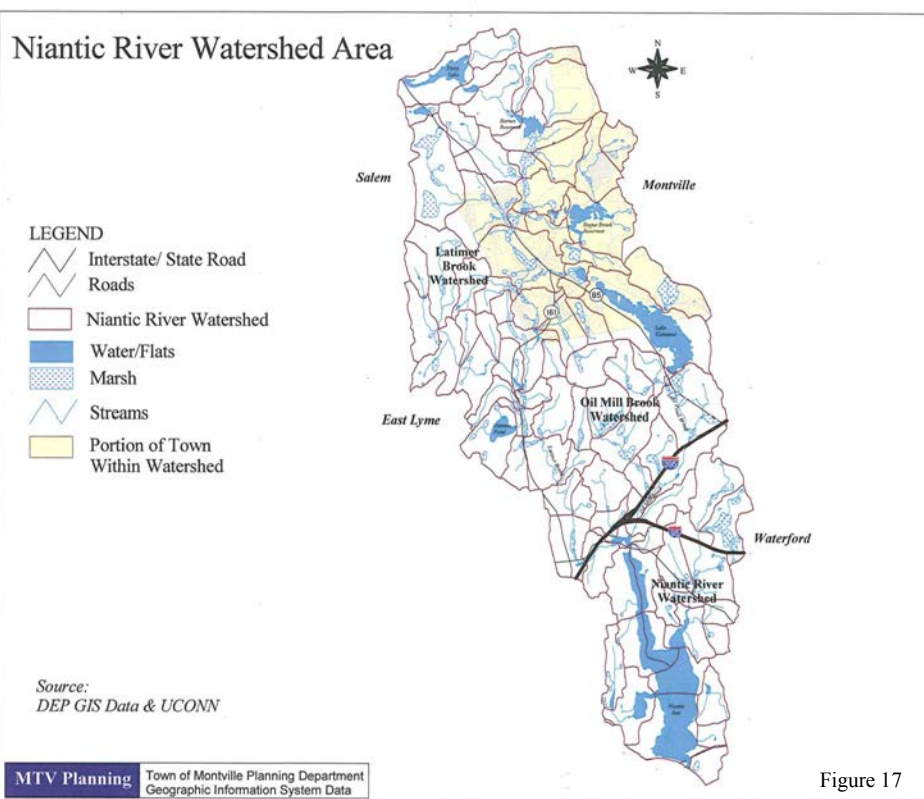 Niantic River Watershed Area
N
W
E
S
Salem
Montville
LEGEND
Interstate/ State Road
Roads
Niantic River Watershed
Water/Flats
Marsh
Streams
Portion of Town
Within Watershed
Latimer
Brook
Watershed
85
161
Oil Mill Brook
Watershed
East Lyme
Waterford
Niantic River
Watershed
Source:
DEP GIS Data & UCONN
MTV Planning
Town of Montville Planning Department
Geographic Information System Data
Figure 17